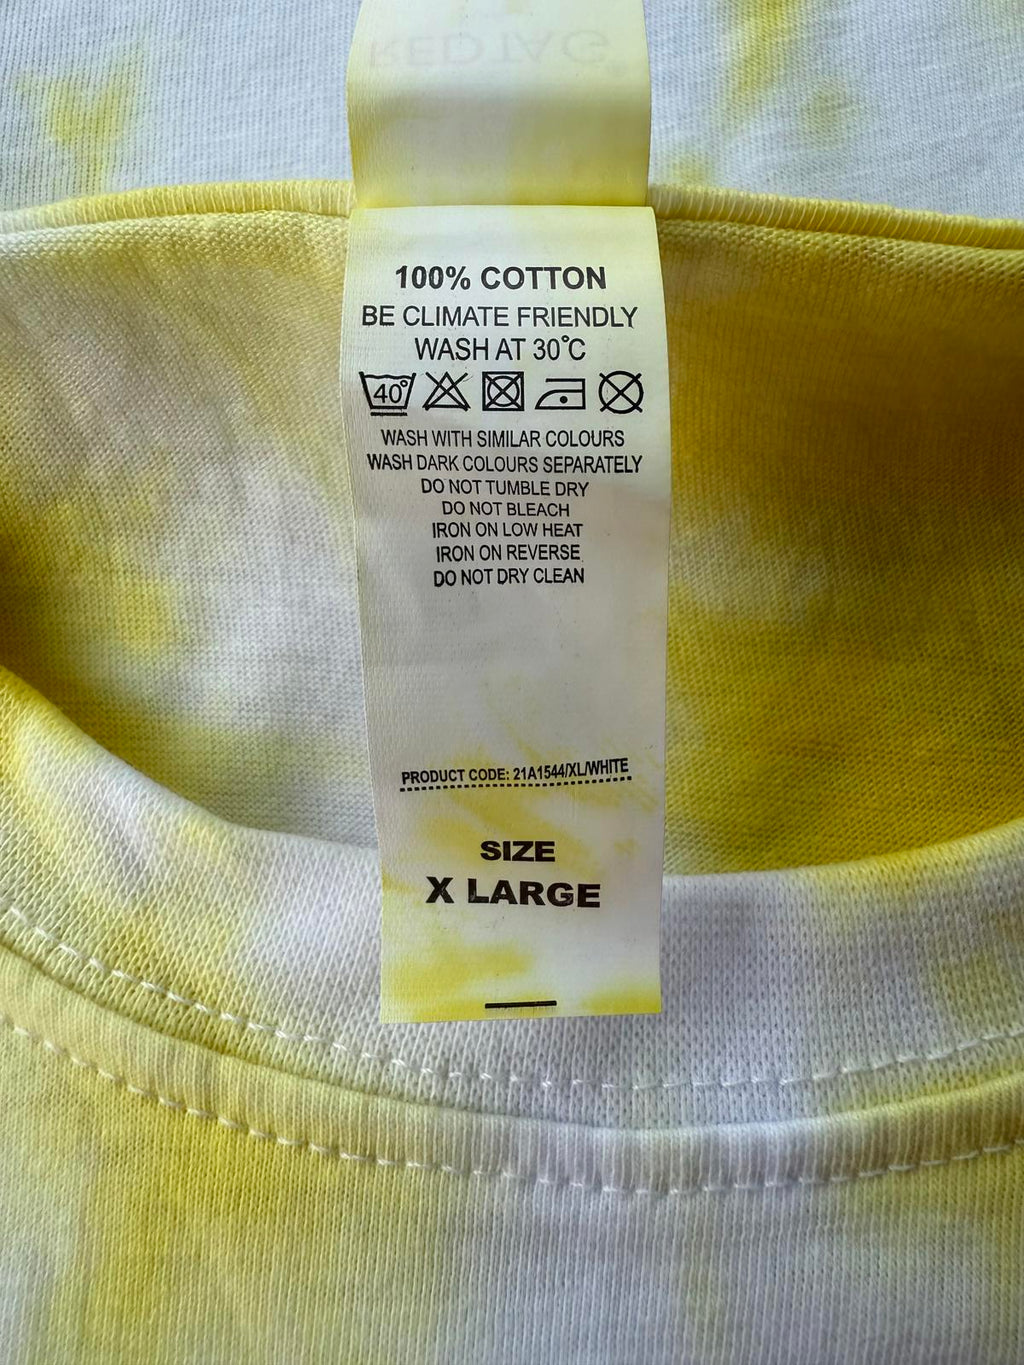 RED TAG
100% COTTON
BE CLIMATE FRIENDLY
WASH AT 30°C
40°
WASH WITH SIMILAR COLOURS
WASH DARK COLOURS SEPARATELY
DO NOT TUMBLE DRY
DO NOT BLEACH
IRON ON LOW HEAT
IRON ON REVERSE
DO NOT DRY CLEAN
PRODUCT CODE: 21A1544/XL/WHITE
SIZE
X LARGE